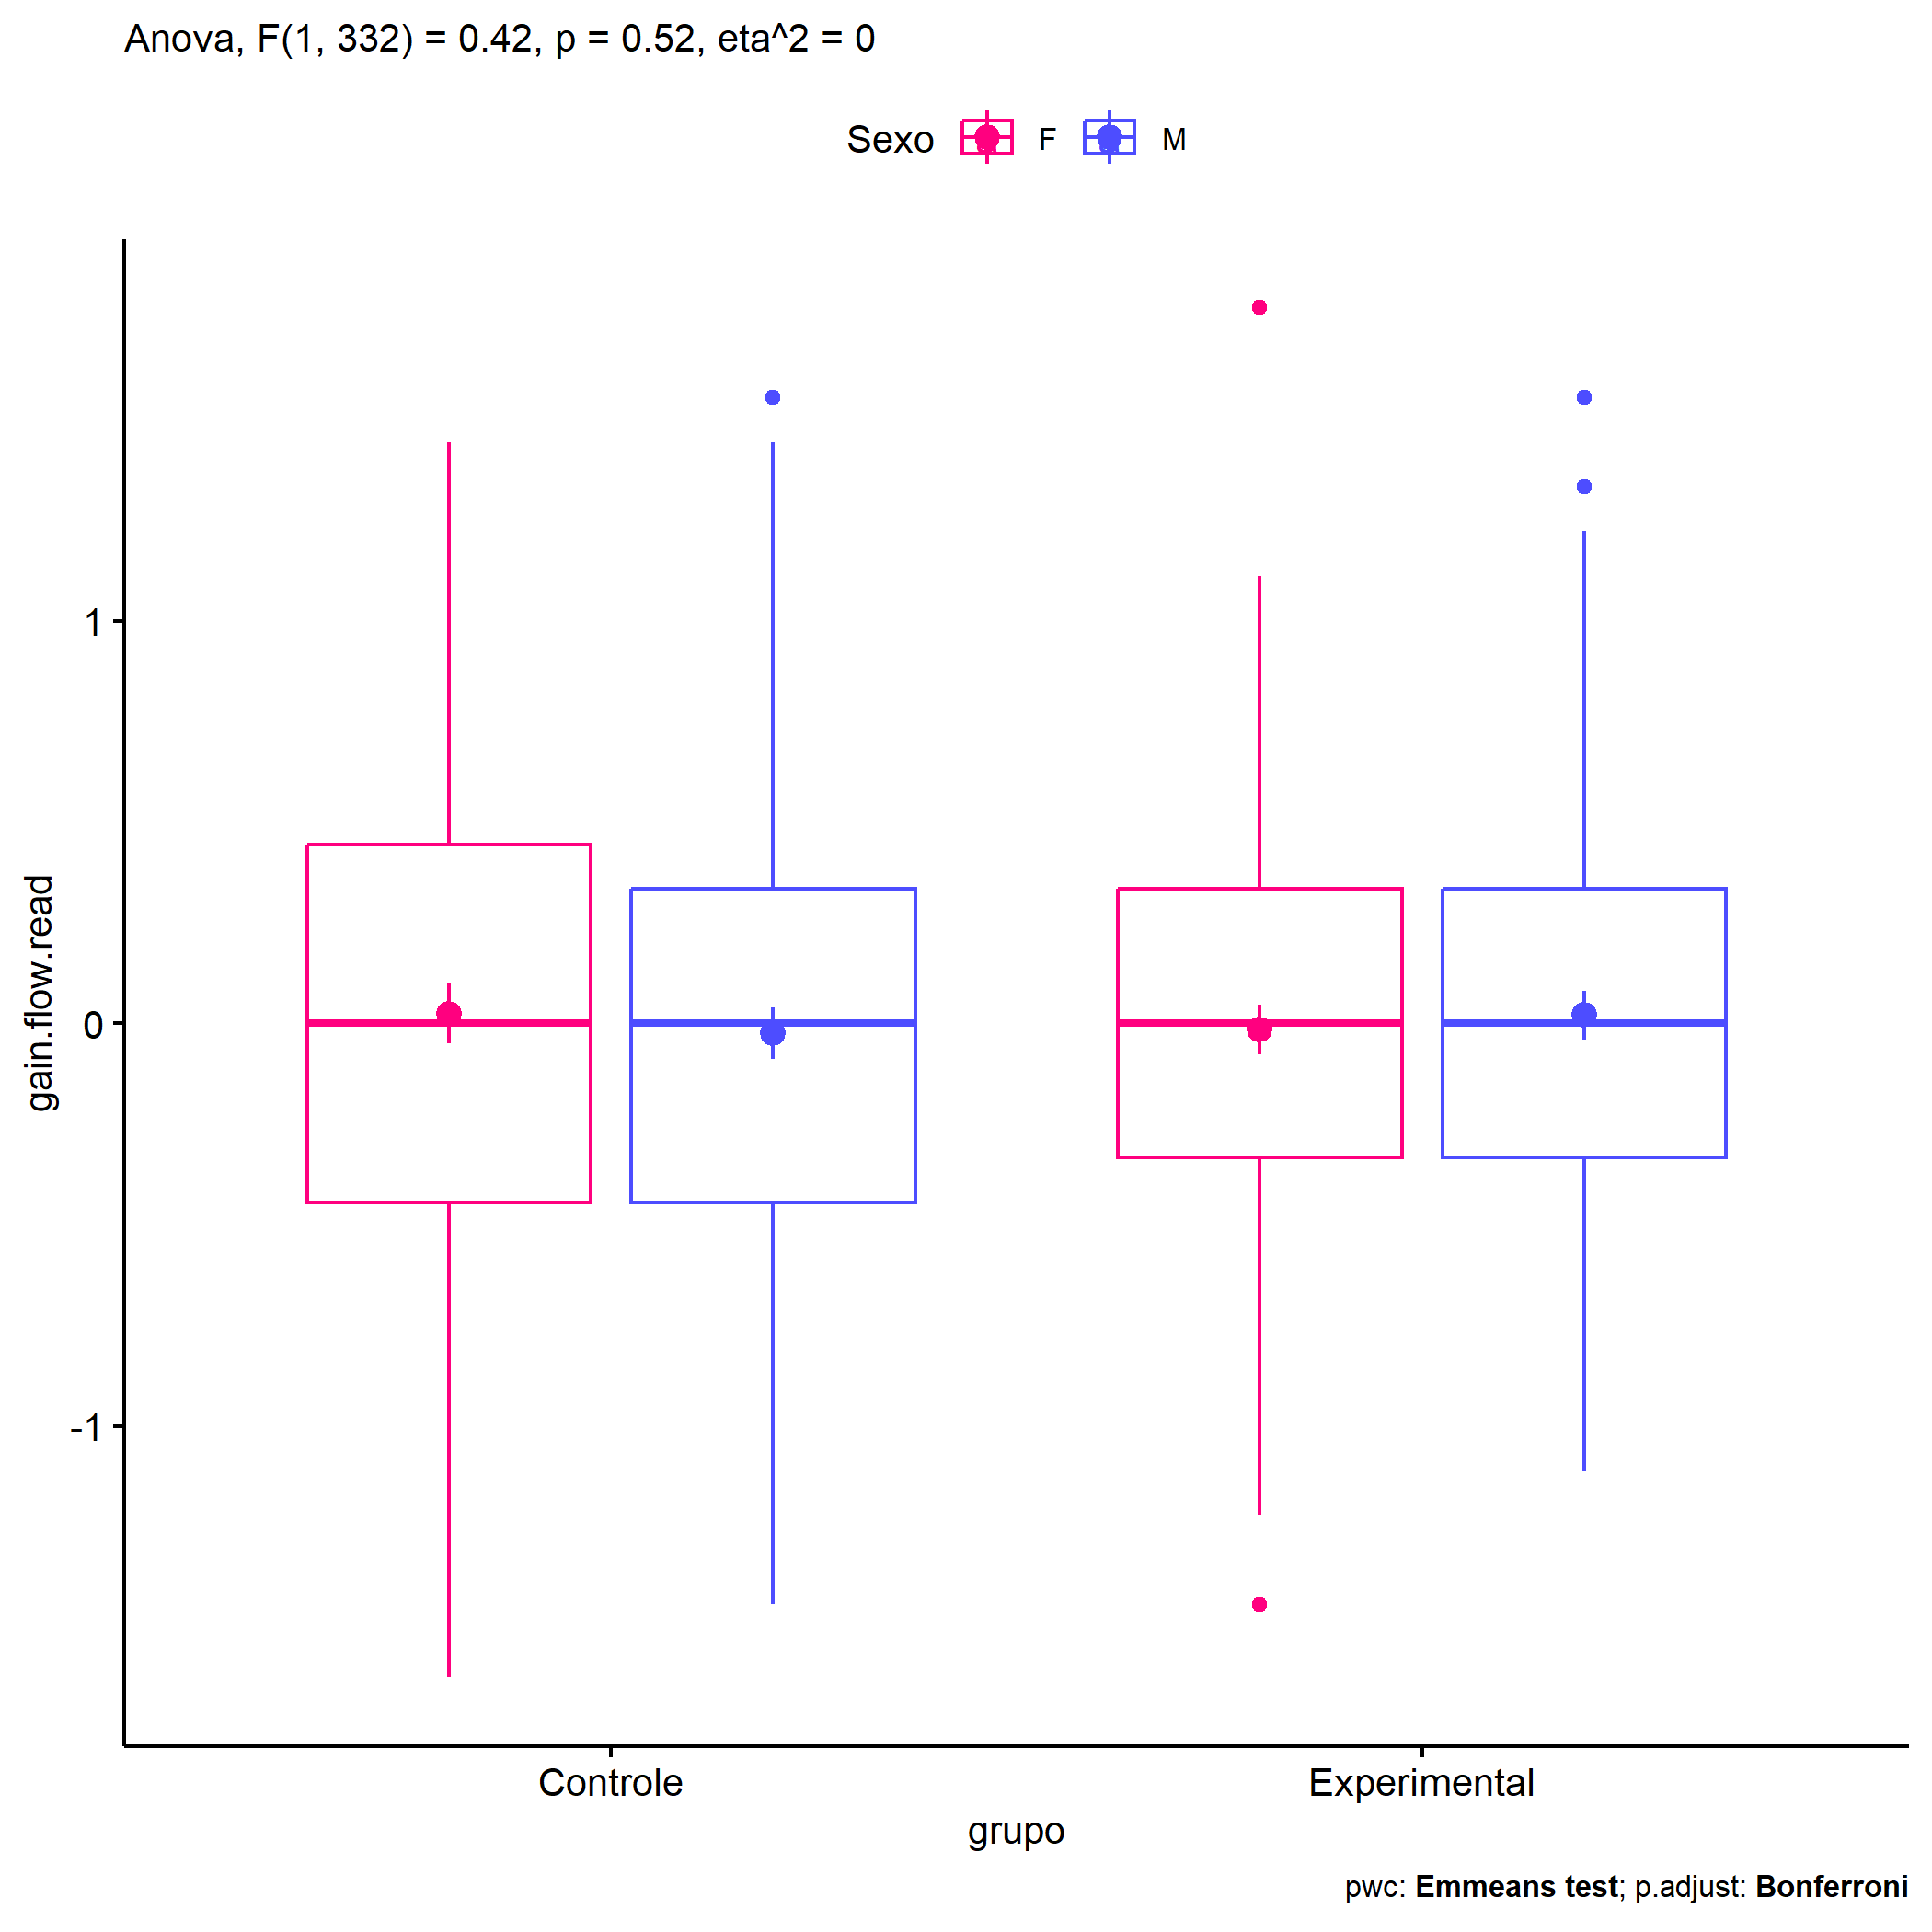 Anova, F(1, 332) = 0.42, p = 0.52, eta^2 = 0
Sexo F M
gain.flow.read
1
0
-1
Controle Experimental
grupo
pwc: Emmeans test; p.adjust: Bonferroni